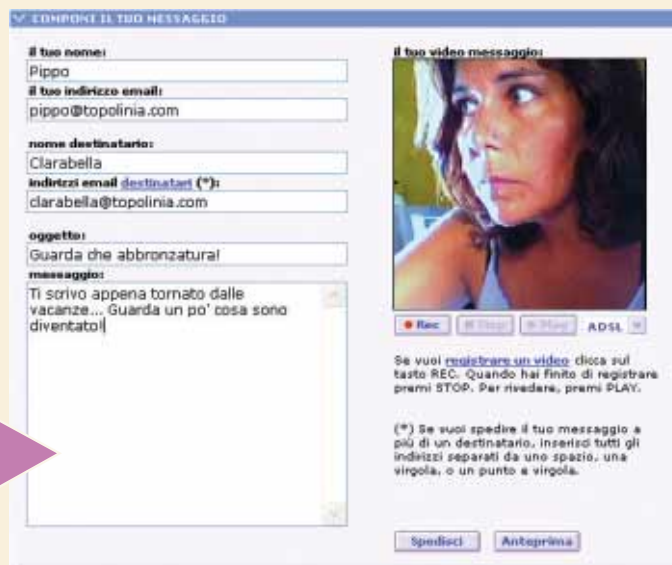 COMPONI IL TUO MESSAGGIO
il tuo nome:
Pippo
il tuo indirizzo email:
pippo@topolinia.com
nome destinatario:
Clarabella
indirizzi email destinatari (*):
clarabella@topolinia.com
oggetto:
Guarda che abbronzatura!
messaggio:
Ti scrivo appena tornato dalle
vacanze... Guarda un po' cosa sono
diventato!
il tuo video messaggio:
Rec Stop Play ADSL
Se vuoi registrare un video clicca sul
tasto REC. Quando hai finito di registrare
premi STOP. Per rivedere, premi PLAY.
(*) Se vuoi spedire il tuo messaggio a
più di un destinatario, inserisci tutti gli
indirizzi separati da uno spazio, una
virgola, o un punto e virgola.
Spedisci Anteprima